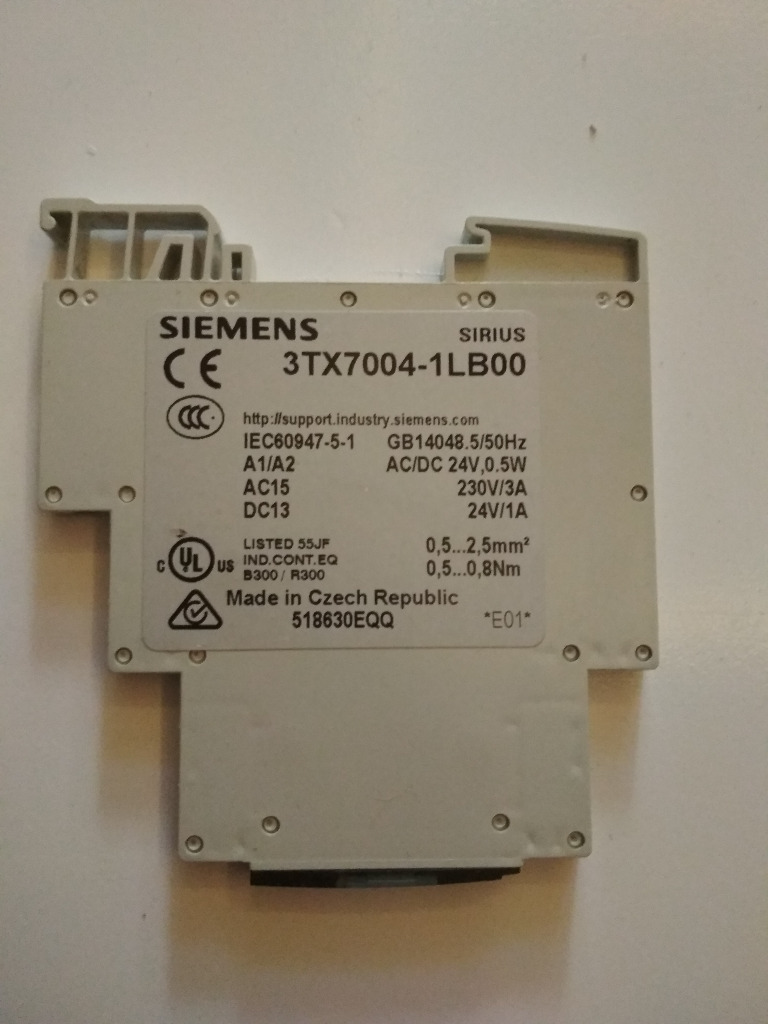 SIEMENS SIRIUS
CE 3TX7004-1LB00
CCC http://support.industry.siemens.com
IEC60947-5-1 GB14048.5/50Hz
A1/A2 AC/DC 24V,0.5W
AC15 230V/3A
DC13 24V/1A
LISTED 55JF 0,5...2,5mm²
C UL US IND.CONT.EQ
B300 / R300 0,5...0,8Nm
Made in Czech Republic
518630EQQ *E01*